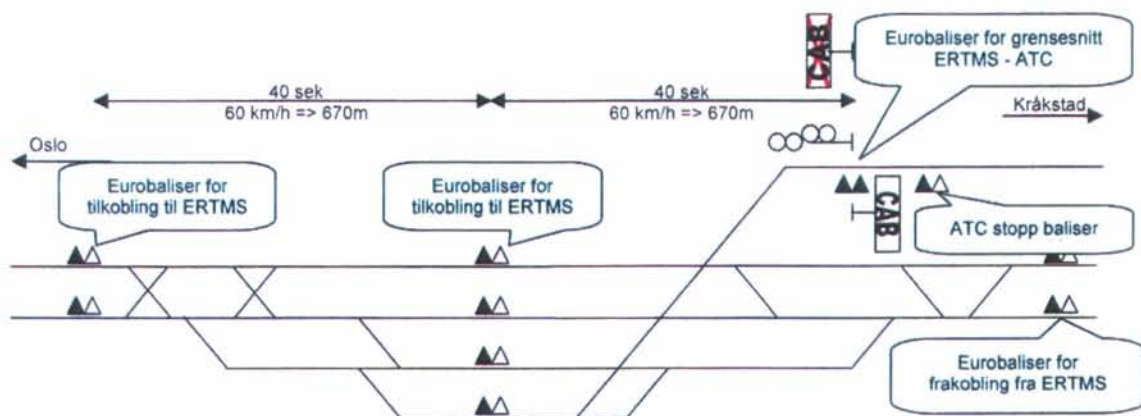 CAB
Eurobaliser for grensesnitt
ERTMS - ATC
40 sek
60 km/h => 670m
40 sek
60 km/h => 670m
Kråkstad
Oslo
Eurobaliser for
tilkobling til ERTMS
Eurobaliser for
tilkobling til ERTMS
CAB
ATC stopp baliser
Eurobaliser for
frakobling fra ERTMS